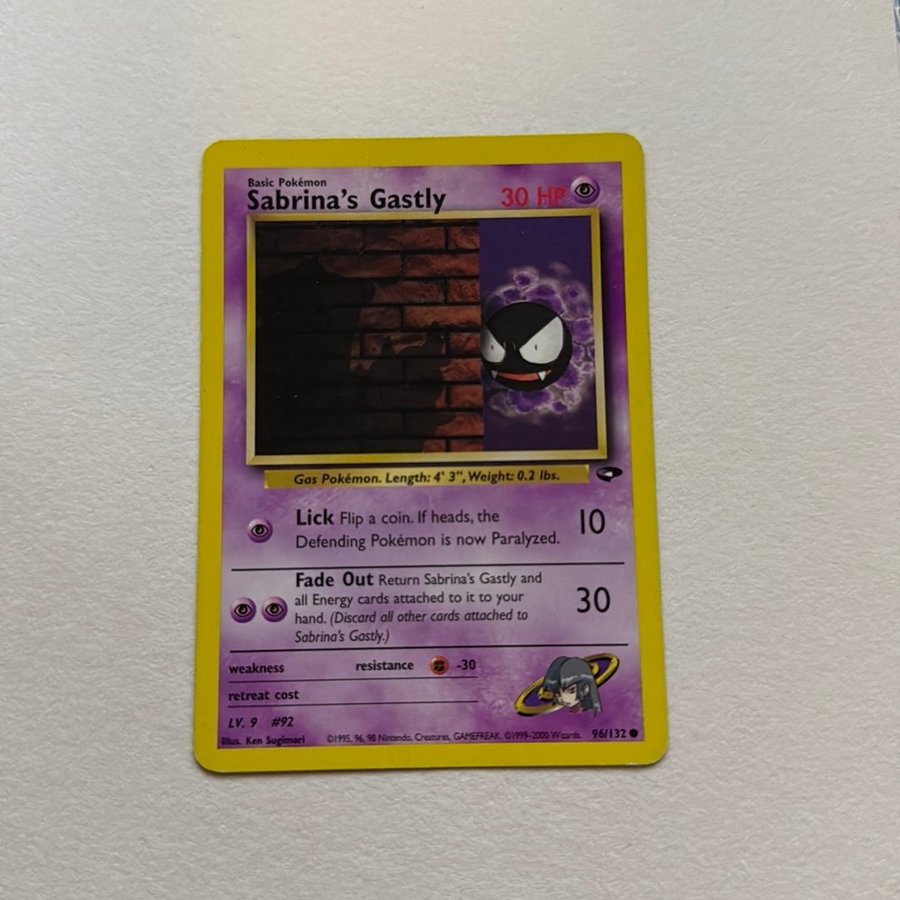 Basic Pokémon
Sabrina's Gastly 30 HP
Gas Pokémon. Length: 4' 3", Weight: 0.2 lbs.
Lick Flip a coin. If heads, the
Defending Pokémon is now Paralyzed.
10
Fade Out Return Sabrina's Gastly and
all Energy cards attached to it to your
hand. (Discard all other cards attached to
Sabrina's Gastly.)
30
weakness resistance -30
retreat cost
LV. 9 #92
Illus. Ken Sugimori ©1995, 96, 98 Nintendo, Creatures, GAMEFREAK. ©1999-2000 Wizards. 96/132